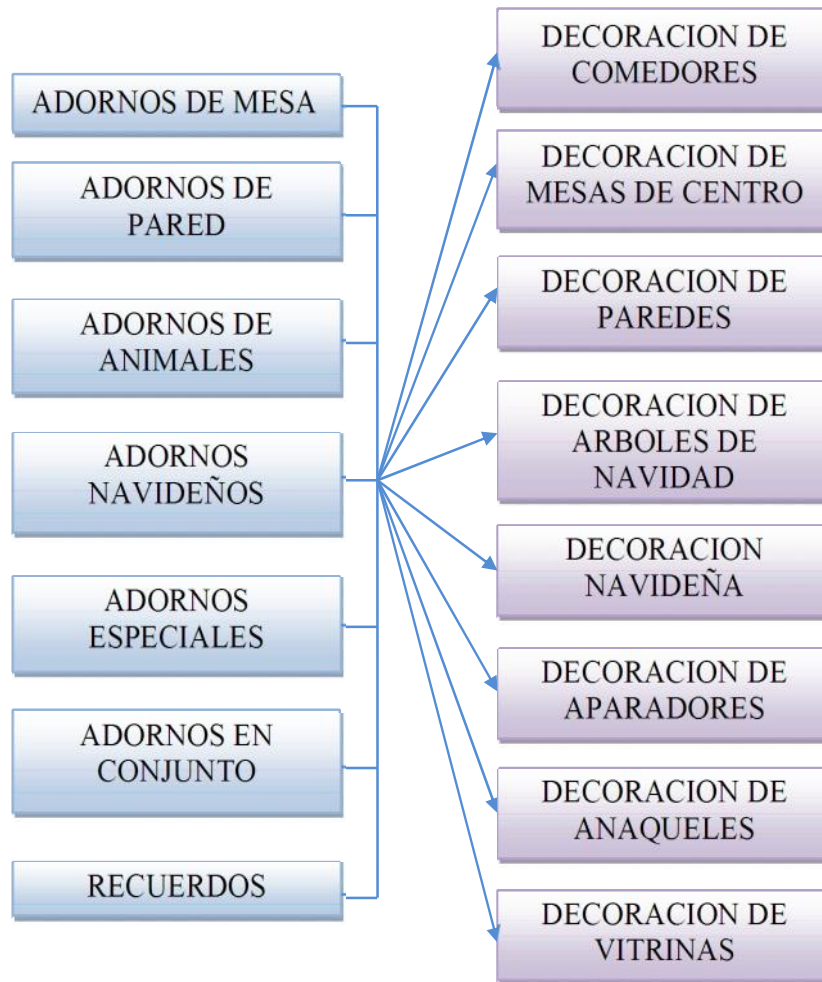 ADORNOS DE MESA
ADORNOS DE
PARED
ADORNOS DE
ANIMALES
ADORNOS
NAVIDEÑOS
ADORNOS
ESPECIALES
ADORNOS EN
CONJUNTO
RECUERDOS
DECORACION DE
COMEDORES
DECORACION DE
MESAS DE CENTRO
DECORACION DE
PAREDES
DECORACION DE
ARBOLES DE
NAVIDAD
DECORACION
NAVIDEÑA
DECORACION DE
APARADORES
DECORACION DE
ANAQUELES
DECORACION DE
VITRINAS